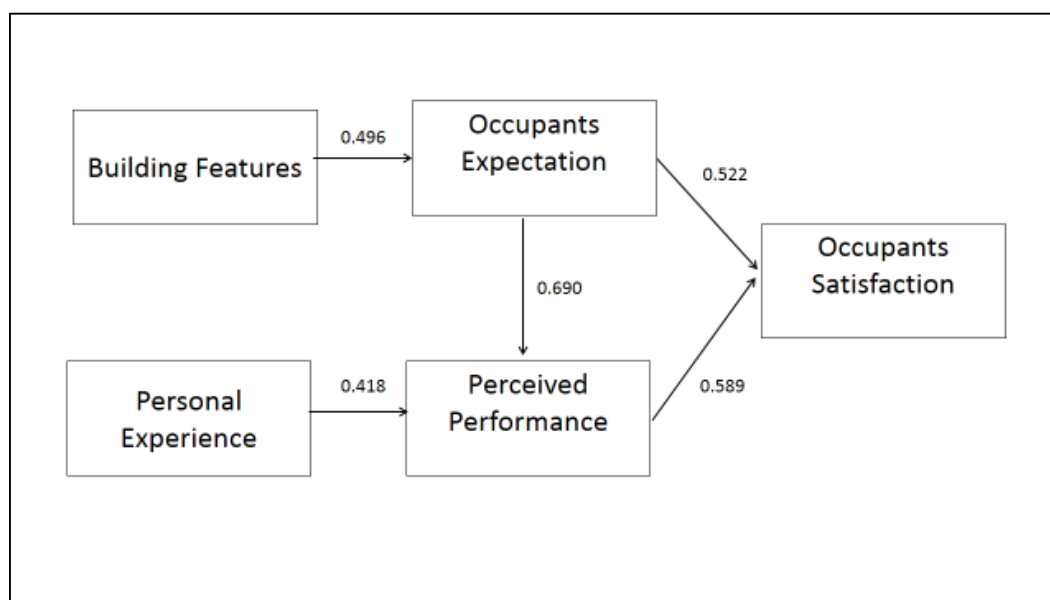 Building Features
0.496
Occupants
Expectation
0.522
Occupants
Satisfaction
0.690
Personal
Experience
0.418
Perceived
Performance
0.589